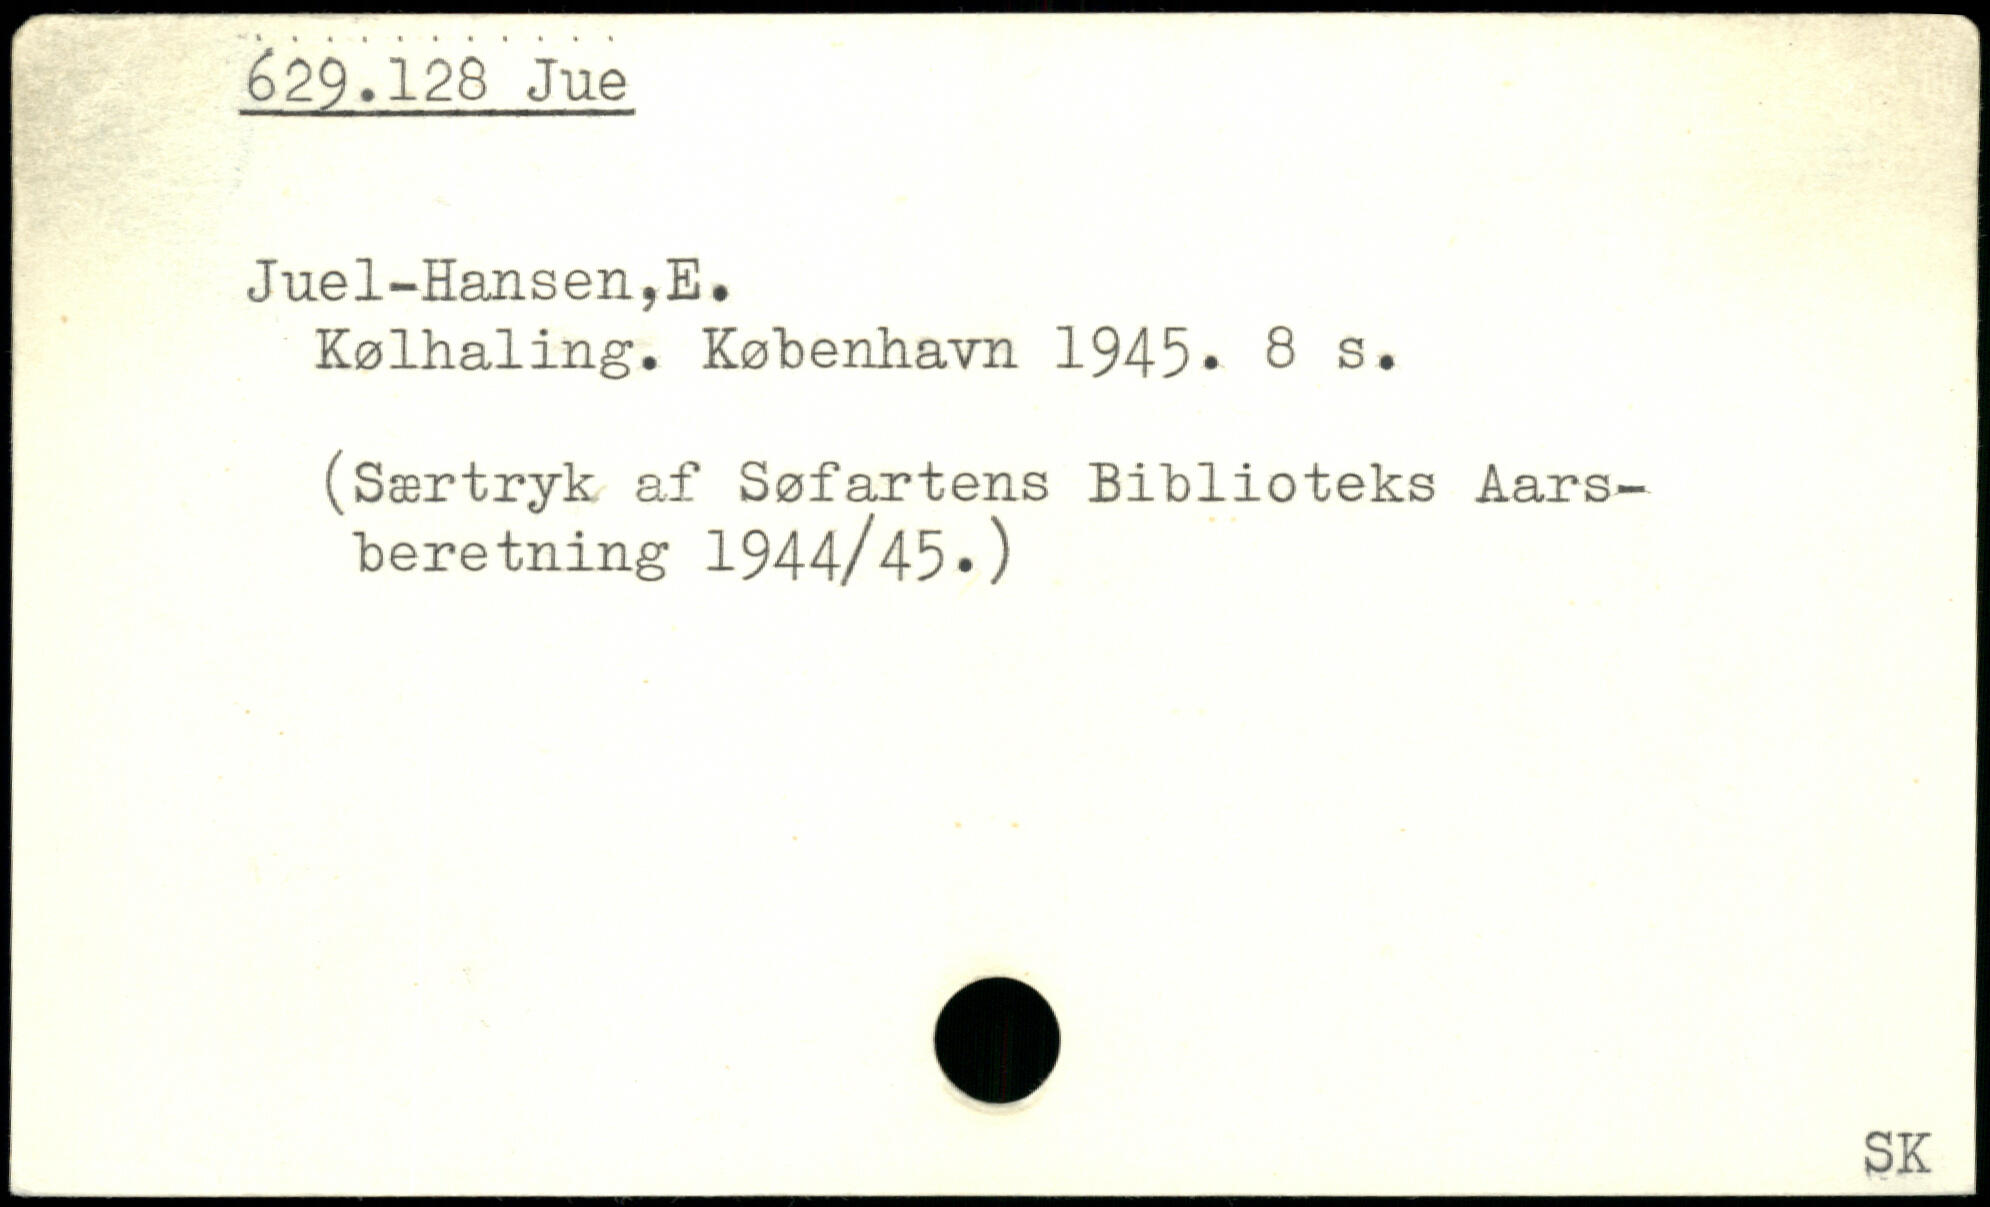 629.128 Jue
Juel-Hansen,E.
Kølhaling. København 1945. 8 s.
(Særtryk af Søfartens Biblioteks Aars-
beretning 1944/45.)
SK